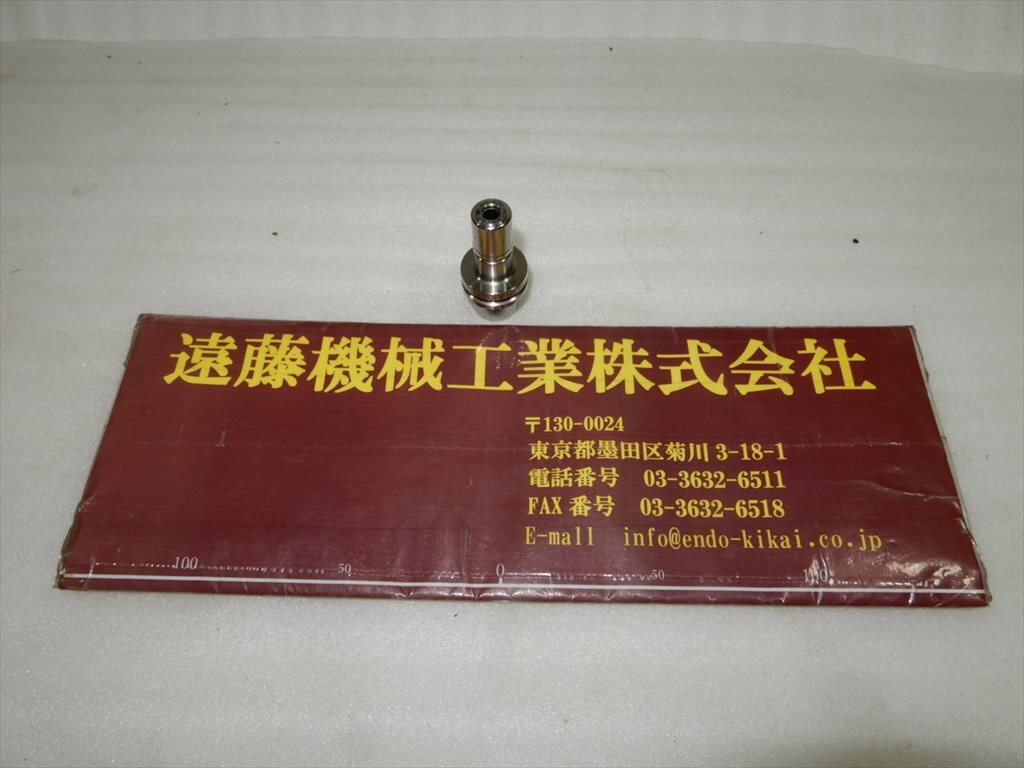 遠藤機械工業株式会社
〒130-0024
東京都墨田区菊川 3-18-1
電話番号 03-3632-6511
FAX 番号 03-3632-6518
E-mall info@endo-kikai.co.jp
100 50 0 50 100